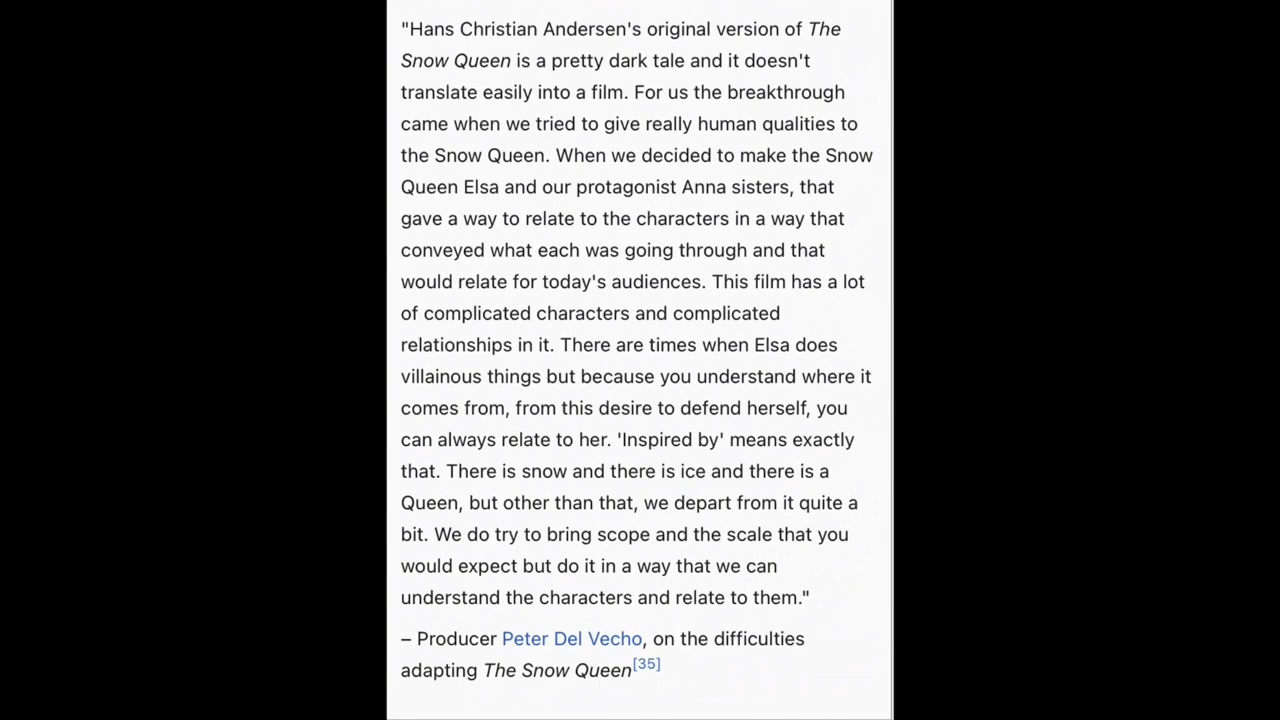 "Hans Christian Andersen's original version of The
Snow Queen is a pretty dark tale and it doesn't
translate easily into a film. For us the breakthrough
came when we tried to give really human qualities to
the Snow Queen. When we decided to make the Snow
Queen Elsa and our protagonist Anna sisters, that
gave a way to relate to the characters in a way that
conveyed what each was going through and that
would relate for today's audiences. This film has a lot
of complicated characters and complicated
relationships in it. There are times when Elsa does
villainous things but because you understand where it
comes from, from this desire to defend herself, you
can always relate to her. 'Inspired by' means exactly
that. There is snow and there is ice and there is a
Queen, but other than that, we depart from it quite a
bit. We do try to bring scope and the scale that you
would expect but do it in a way that we can
understand the characters and relate to them."
– Producer Peter Del Vecho, on the difficulties
adapting The Snow Queen[35]